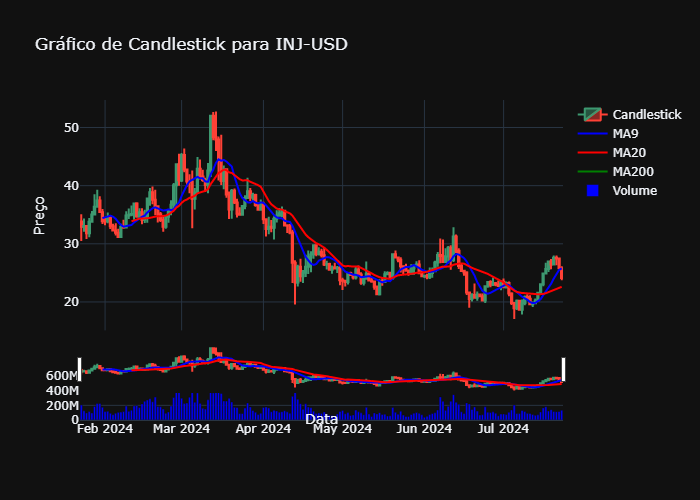 Gráfico de Candlestick para INJ-USD
Preço
50
40
30
20
Candlestick
MA9
MA20
MA200
Volume
600M
400M
200M
0
Data
Feb 2024
Mar 2024
Apr 2024
May 2024
Jun 2024
Jul 2024